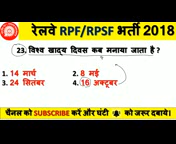 रेलवे RPF/RPSF भर्ती 2018
23. विश्व खाद्य दिवस कब मनाया जाता है ?
1. 14 मार्च 2. 8 मई
3. 24 सितंबर 4. 16 अक्टूबर
चैनल को SUBSCRIBE करें और घंटी को जरूर दबायें।